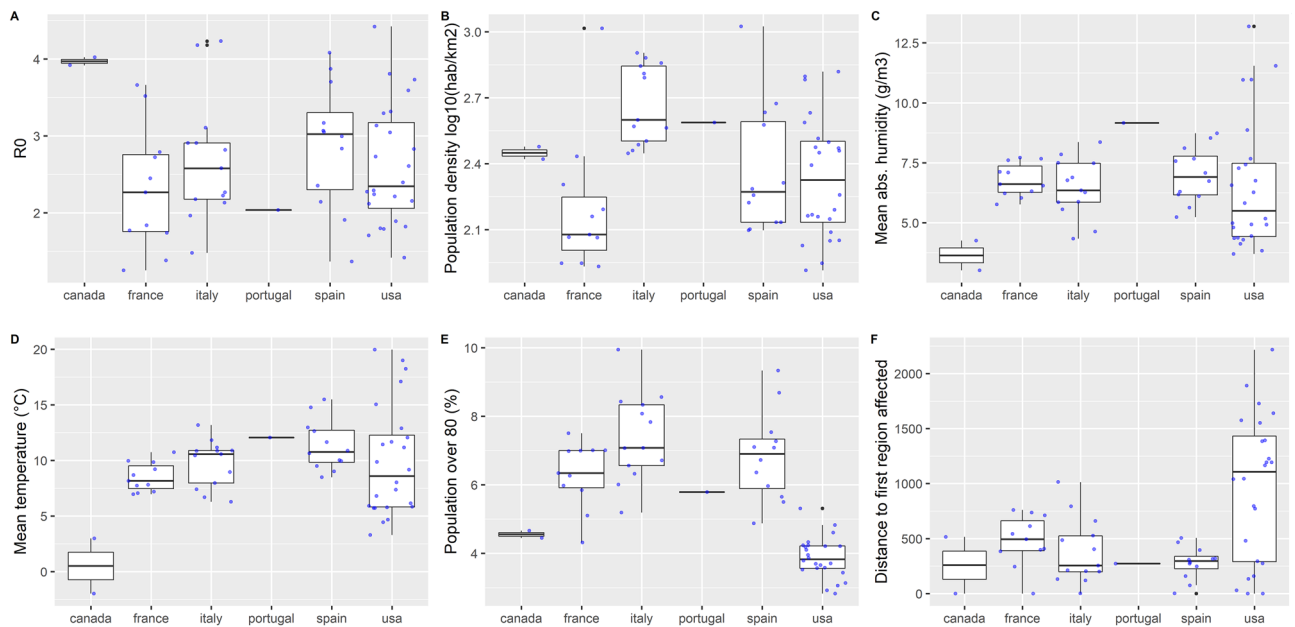 A
R0
4
3
2
canada france italy portugal spain usa
B
Population density log10(hab/km2)
3.0
2.7
2.4
2.1
canada france italy portugal spain usa
C
Mean abs. humidity (g/m3)
12.5
10.0
7.5
5.0
canada france italy portugal spain usa
D
Mean temperature (°C)
20
15
10
5
0
canada france italy portugal spain usa
E
Population over 80 (%)
10
8
6
4
canada france italy portugal spain usa
F
Distance to first region affected
2000
1500
1000
500
0
canada france italy portugal spain usa